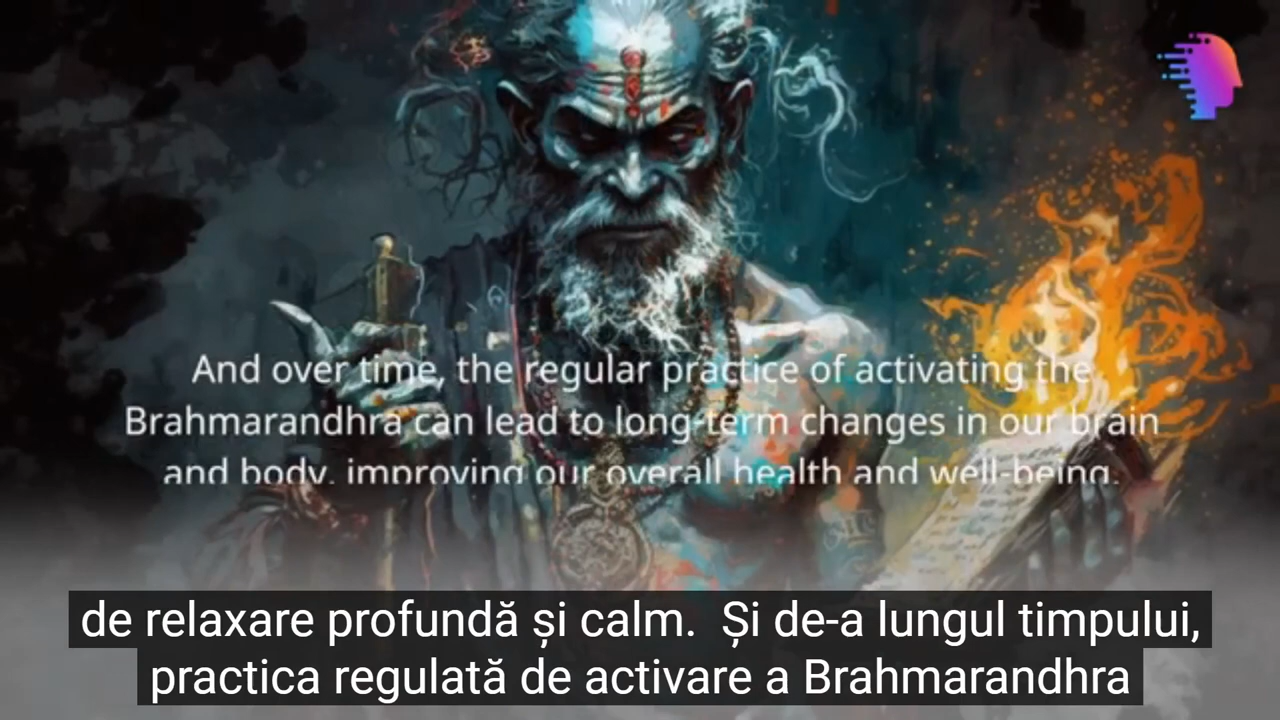 And over time, the regular practice of activating the
Brahmarandhra can lead to long-term changes in our brain
and body, improving our overall health and well-being.
de relaxare profundă și calm. Și de-a lungul timpului,
practica regulată de activare a Brahmarandhra